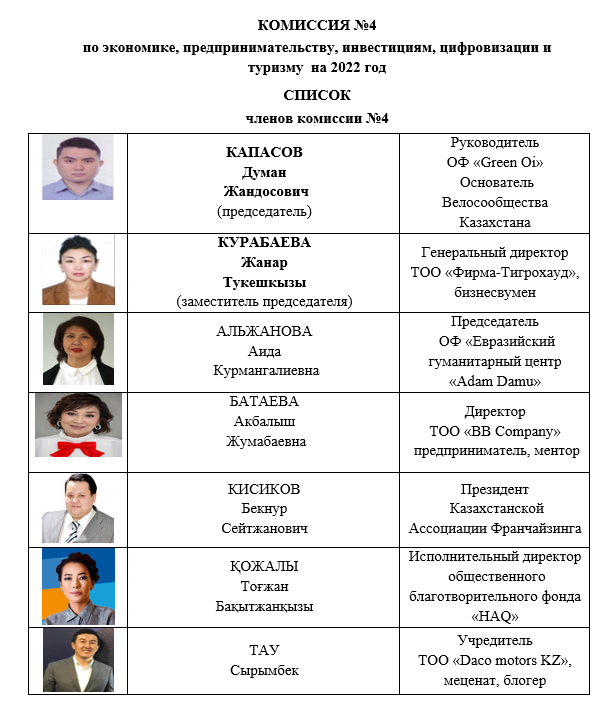 КОМИССИЯ №4
по экономике, предпринимательству, инвестициям, цифровизации и
туризму на 2022 год
СПИСОК
членов комиссии №4
КАПАСОВ
Думан
Жандосович
(председатель)
Руководитель
ОФ «Green Oi»
Основатель
Велосообщества
Казахстана
КУРАБАЕВА
Жанар
Тукешкызы
(заместитель председателя)
Генеральный директор
ТОО «Фирма-Тигрохауд»,
бизнесвумен
АЛЬЖАНОВА
Аида
Курмангалиевна
Председатель
ОФ «Евразийский
гуманитарный центр
«Adam Damu»
БАТАЕВА
Акбалыш
Жумабаевна
Директор
ТОО «BB Company»
предприниматель, ментор
КИСИКОВ
Бекнур
Сейтжанович
Президент
Казахстанской
Ассоциации Франчайзинга
ҚОЖАЛЫ
Тоғжан
Бақытжанқызы
Исполнительный директор
общественного
благотворительного фонда
«HAQ»
ТАУ
Сырымбек
Учредитель
ТОО «Daco motors KZ»,
меценат, блогер